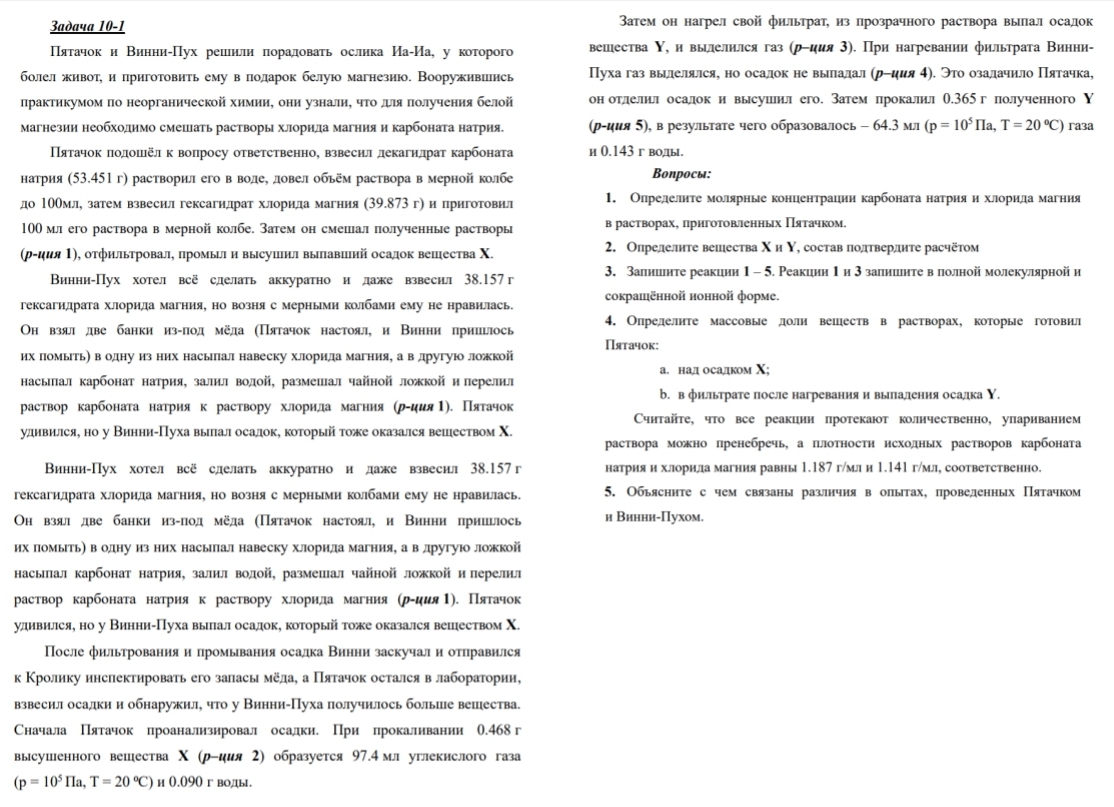 Задача 10-1
Пятачок и Винни-Пух решили порадовать ослика Иа-Иа, у которого
болел живот, и приготовить ему в подарок белую магнезию. Вооружившись
практикумом по неорганической химии, они узнали, что для получения белой
магнезии необходимо смешать растворы хлорида магния и карбоната натрия.
Пятачок подошёл к вопросу ответственно, взвесил декагидрат карбоната
натрия (53.451 г) растворил его в воде, довел объём раствора в мерной колбе
до 100мл, затем взвесил гексагидрат хлорида магния (39.873 г) и приготовил
100 мл его раствора в мерной колбе. Затем он смешал полученные растворы
(р-ция 1), отфильтровал, промыл и высушил выпавший осадок вещества X.
Винни-Пух хотел всё сделать аккуратно и даже взвесил 38.157 г
гексагидрата хлорида магния, но возня с мерными колбами ему не нравилась.
Он взял две банки из-под мёда (Пятачок настоял, и Винни пришлось
их помыть) в одну из них насыпал навеску хлорида магния, а в другую ложкой
насыпал карбонат натрия, залил водой, размешал чайной ложкой и перелил
раствор карбоната натрия к раствору хлорида магния (р-ция 1). Пятачок
удивился, но у Винни-Пуха выпал осадок, который тоже оказался веществом X.
Винни-Пух хотел всё сделать аккуратно и даже взвесил 38.157 г
гексагидрата хлорида магния, но возня с мерными колбами ему не нравилась.
Он взял две банки из-под мёда (Пятачок настоял, и Винни пришлось
их помыть) в одну из них насыпал навеску хлорида магния, а в другую ложкой
насыпал карбонат натрия, залил водой, размешал чайной ложкой и перелил
раствор карбоната натрия к раствору хлорида магния (р-ция 1). Пятачок
удивился, но у Винни-Пуха выпал осадок, который тоже оказался веществом X.
После фильтрования и промывания осадка Винни заскучал и отправился
к Кролику инспектировать его запасы мёда, а Пятачок остался в лаборатории,
взвесил осадки и обнаружил, что у Винни-Пуха получилось больше вещества.
Сначала Пятачок проанализировал осадки. При прокаливании 0.468 г
высушенного вещества X (р–ция 2) образуется 97.4 мл углекислого газа
(p = 10⁵ Па, T = 20 ⁰C) и 0.090 г воды.
Затем он нагрел свой фильтрат, из прозрачного раствора выпал осадок
вещества Y, и выделился газ (р–ция 3). При нагревании фильтрата Винни-
Пуха газ выделялся, но осадок не выпадал (р–ция 4). Это озадачило Пятачка,
он отделил осадок и высушил его. Затем прокалил 0.365 г полученного Y
(р-ция 5), в результате чего образовалось – 64.3 мл (p = 10⁵ Па, T = 20 ⁰C) газа
и 0.143 г воды.
Вопросы:
1. Определите молярные концентрации карбоната натрия и хлорида магния
в растворах, приготовленных Пятачком.
2. Определите вещества X и Y, состав подтвердите расчётом
3. Запишите реакции 1 – 5. Реакции 1 и 3 запишите в полной молекулярной и
сокращённой ионной форме.
4. Определите массовые доли веществ в растворах, которые готовил
Пятачок:
a. над осадком X;
b. в фильтрате после нагревания и выпадения осадка Y.
Считайте, что все реакции протекают количественно, упариванием
раствора можно пренебречь, а плотности исходных растворов карбоната
натрия и хлорида магния равны 1.187 г/мл и 1.141 г/мл, соответственно.
5. Объясните с чем связаны различия в опытах, проведенных Пятачком
и Винни-Пухом.